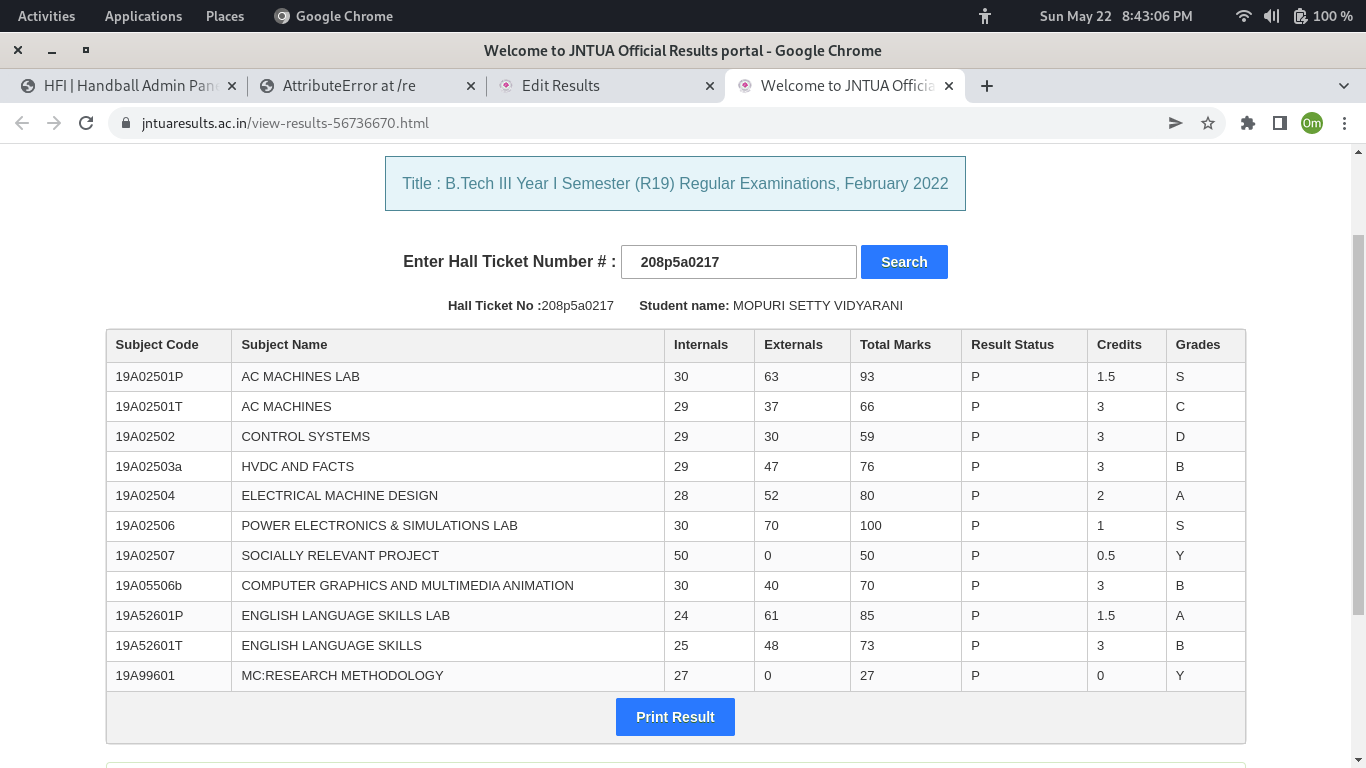 Activities Applications Places Google Chrome Sun May 22 8:43:06 PM 100 %
Welcome to JNTUA Official Results portal - Google Chrome
HFI | Handball Admin Pan AttributeError at /re Edit Results Welcome to JNTUA Officia
jntuaresults.ac.in/view-results-56736670.html Om
Title : B.Tech III Year I Semester (R19) Regular Examinations, February 2022
Enter Hall Ticket Number # : 208p5a0217 Search
Hall Ticket No :208p5a0217 Student name: MOPURI SETTY VIDYARANI
Subject Code Subject Name Internals Externals Total Marks Result Status Credits Grades
19A02501P AC MACHINES LAB 30 63 93 P 1.5 S
19A02501T AC MACHINES 29 37 66 P 3 C
19A02502 CONTROL SYSTEMS 29 30 59 P 3 D
19A02503a HVDC AND FACTS 29 47 76 P 3 B
19A02504 ELECTRICAL MACHINE DESIGN 28 52 80 P 2 A
19A02506 POWER ELECTRONICS & SIMULATIONS LAB 30 70 100 P 1 S
19A02507 SOCIALLY RELEVANT PROJECT 50 0 50 P 0.5 Y
19A05506b COMPUTER GRAPHICS AND MULTIMEDIA ANIMATION 30 40 70 P 3 B
19A52601P ENGLISH LANGUAGE SKILLS LAB 24 61 85 P 1.5 A
19A52601T ENGLISH LANGUAGE SKILLS 25 48 73 P 3 B
19A99601 MC:RESEARCH METHODOLOGY 27 0 27 P 0 Y
Print Result